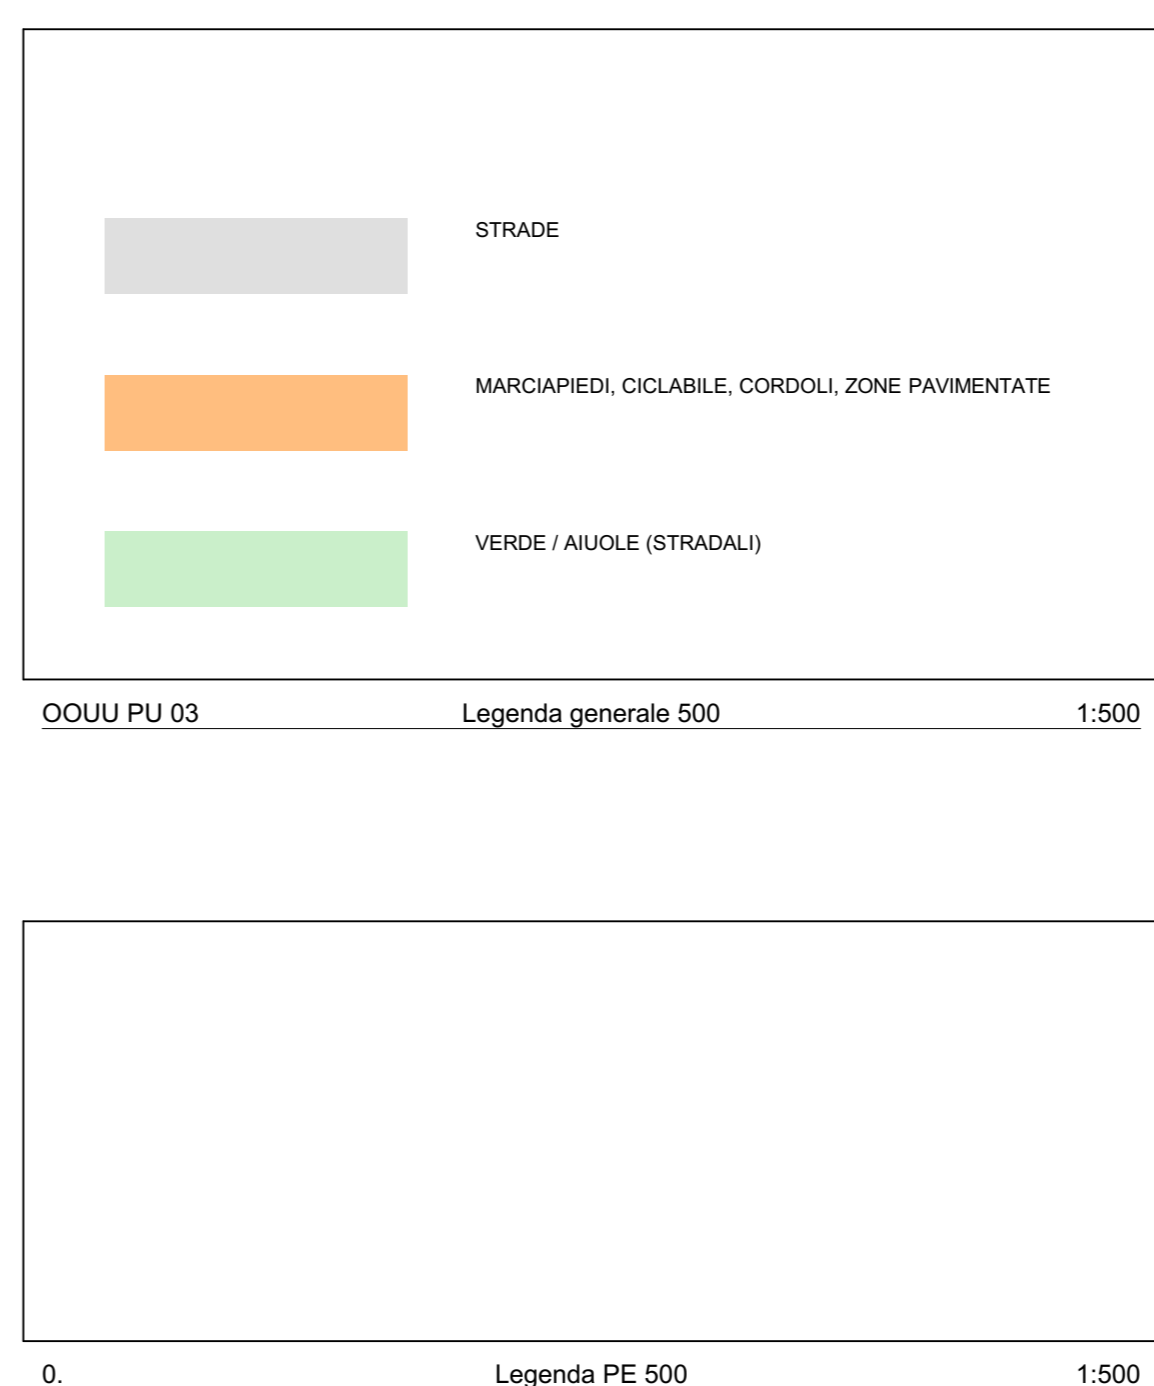 STRADE
MARCIAPIEDI, CICLABILE, CORDOLI, ZONE PAVIMENTATE
VERDE / AIUOLE (STRADALI)
OOUU PU 03 Legenda generale 500 1:500
0. Legenda PE 500 1:500